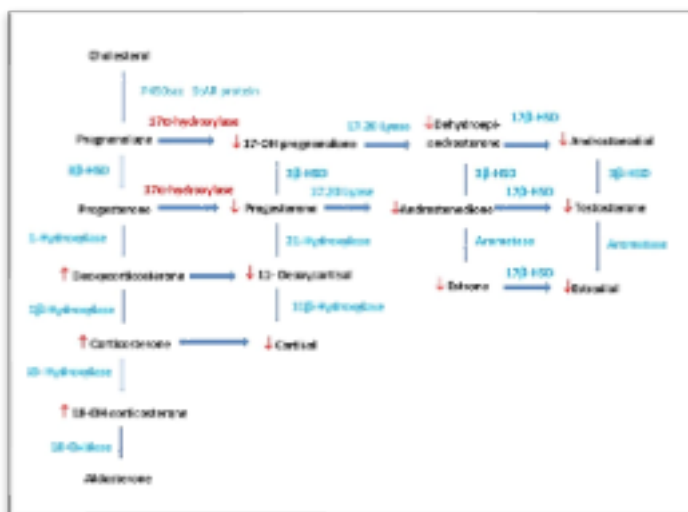 Cholesterol
P450scc StAR protein
17α-hydroxylase
17-20 Lyase
↓Dehydroepi-
androsterone
17β-HSD
Pregnenolone
↓ 17-OH pregnenolone
↓Androstenediol
3β-HSD
3β-HSD
3β-HSD
3β-HSD
17α-hydroxylase
17,20 Lyase
17β-HSD
Progesterone
↓ Progesterone
↓Androstenedione
↓ Testosterone
21-Hydroxylase
Aromatase
Aromatase
17β-HSD
↑ Deoxycorticosterone
↓ 11- Deoxycortisol
↓ Estrone
↓Estradiol
11β-Hydroxylase
↑ Corticosterone
↓ Cortisol
18- Hydroxylase
↑ 18-OH corticosterone
18-Oxidase
Aldosterone